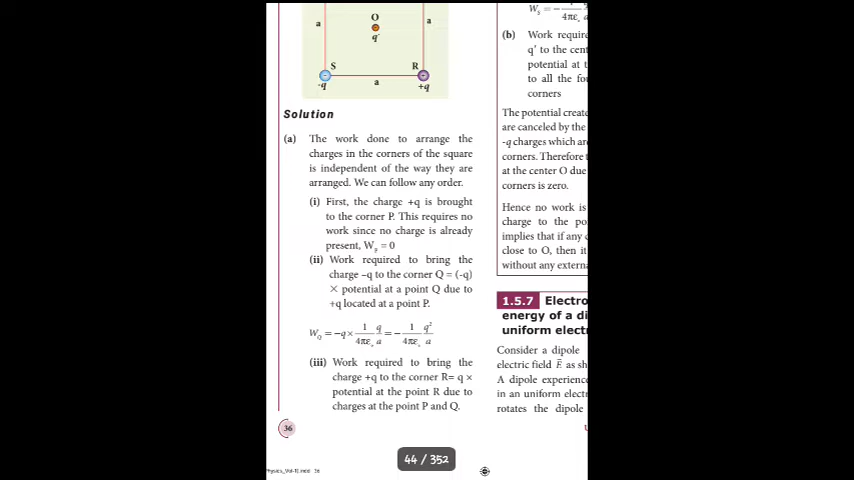 a
O
q'
a
S
R
-q
a
+q
Solution
(a) The work done to arrange the
charges in the corners of the square
is independent of the way they are
arranged. We can follow any order.
(i) First, the charge +q is brought
to the corner P. This requires no
work since no charge is already
present, W_P = 0
(ii) Work required to bring the
charge –q to the corner Q = (-q)
× potential at a point Q due to
+q located at a point P.
W_Q = -q × 1/4πε∘ q/a = - 1/4πε∘ q²/a
(iii) Work required to bring the
charge +q to the corner R= q ×
potential at the point R due to
charges at the point P and Q.
36
W_S = -
4πε∘ a
(b) Work require
q' to the cent
potential at t
to all the fou
corners
The potential create
are canceled by the
-q charges which are
corners. Therefore t
at the center O due
corners is zero.
Hence no work is
charge to the po
implies that if any c
close to O, then it
without any externa
1.5.7 Electro
energy of a di
uniform electr
Consider a dipole
electric field E⃗ as sh
A dipole experience
in an uniform electr
rotates the dipole
44 / 352